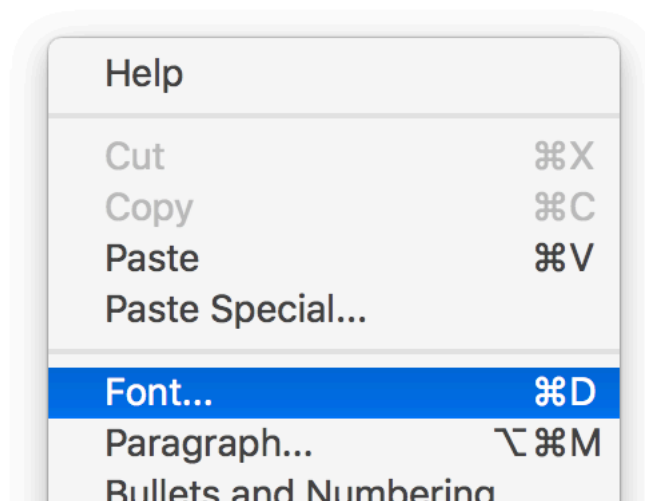 Help
Cut ⌘X
Copy ⌘C
Paste ⌘V
Paste Special...
Font... ⌘D
Paragraph... ⌥⌘M
Bullets and Numbering